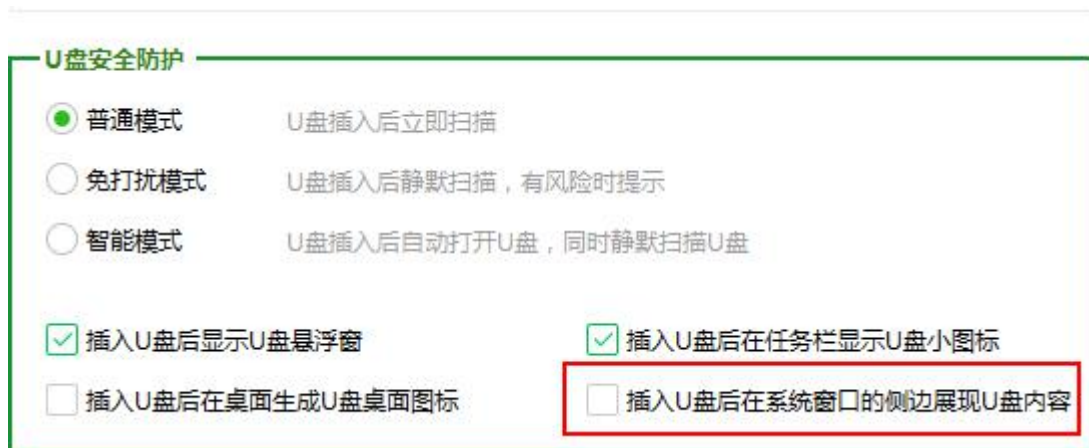 U盘安全防护
普通模式 U盘插入后立即扫描
免打扰模式 U盘插入后静默扫描，有风险时提示
智能模式 U盘插入后自动打开U盘，同时静默扫描U盘
插入U盘后显示U盘悬浮窗 插入U盘后在任务栏显示U盘小图标
插入U盘后在桌面生成U盘桌面图标 插入U盘后在系统窗口的侧边展现U盘内容